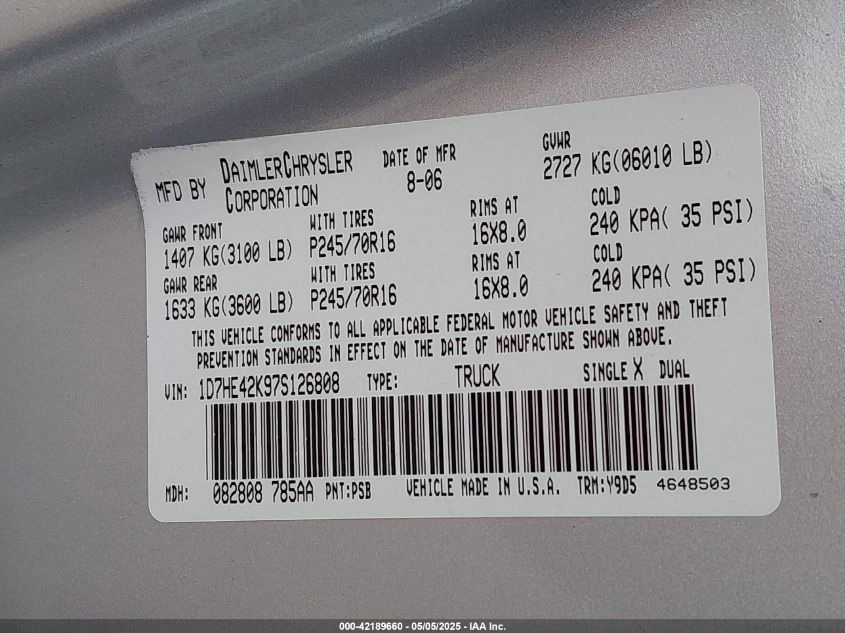 MFD BY DAIMLERCHRYSLER CORPORATION DATE OF MFR 8-06 GVWR 2727 KG(06010 LB)
GAWR FRONT WITH TIRES RIMS AT COLD
1407 KG(3100 LB) P245/70R16 16X8.0 240 KPA( 35 PSI)
GAWR REAR WITH TIRES RIMS AT COLD
1633 KG(3600 LB) P245/70R16 16X8.0 240 KPA( 35 PSI)
THIS VEHICLE CONFORMS TO ALL APPLICABLE FEDERAL MOTOR VEHICLE SAFETY AND THEFT
PREVENTION STANDARDS IN EFFECT ON THE DATE OF MANUFACTURE SHOWN ABOVE.
VIN: 1D7HE42K97S126808 TYPE: TRUCK SINGLE X DUAL
MDH: 082808 785AA PNT:PSB VEHICLE MADE IN U.S.A. TRM:Y9D5 4648503
000-42189660 - 05/05/2025 - IAA Inc.